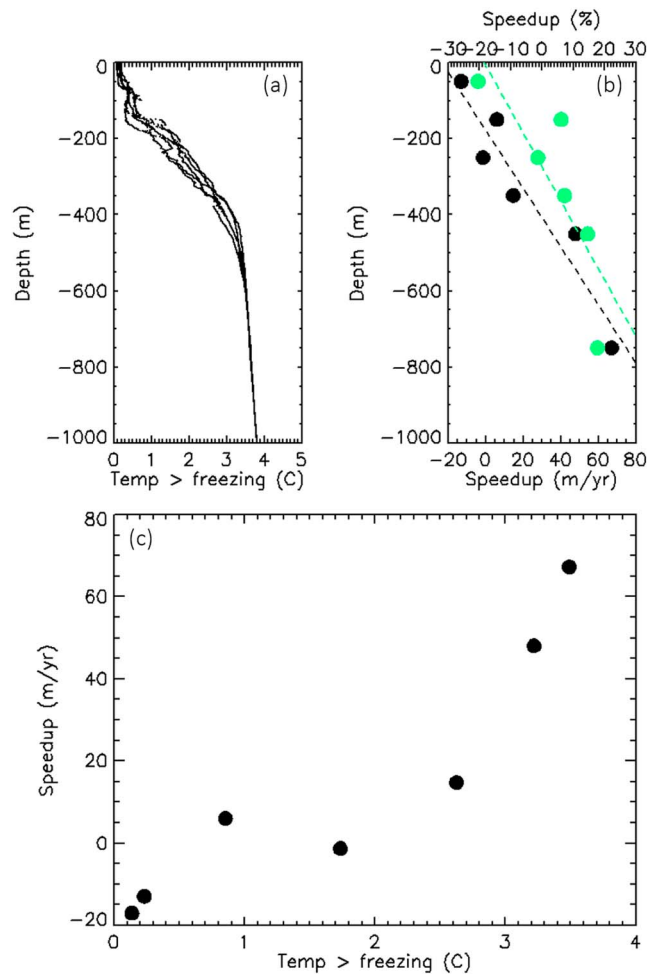 Speedup (%)
-30 -20 -10 0 10 20 30
(a)
(b)
0
-200
-400
-600
-800
-1000
Depth (m)
0 1 2 3 4 5
Temp > freezing (C)
0
-200
-400
-600
-800
-1000
Depth (m)
-20 0 20 40 60 80
Speedup (m/yr)
(c)
80
60
40
20
0
-20
Speedup (m/yr)
0 1 2 3 4
Temp > freezing (C)